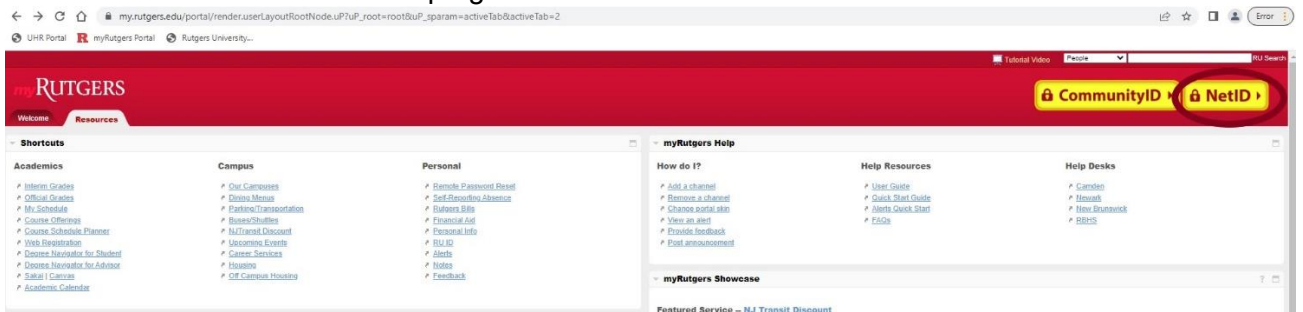 my.rutgers.edu/portal/render.userLayoutRootNode.uP?uP_root=root&uP_sparam=activeTab&activeTab=2
Error
UHR Portal
myRutgers Portal
Rutgers University...
Tutorial Video
People
RU Search
myRUTGERS
CommunityID
NetID
Welcome
Resources
Shortcuts
Academics
Interim Grades
Official Grades
My Schedule
Course Offerings
Course Schedule Planner
Web Registration
Degree Navigator for Student
Degree Navigator for Advisor
Sakai | Canvas
Academic Calendar
Campus
Our Campuses
Dining Menus
Parking/Transportation
Buses/Shuttles
NJTransit Discount
Upcoming Events
Career Services
Housing
Off Campus Housing
Personal
Remote Password Reset
Self-Reporting Absence
Rutgers Bills
Financial Aid
Personal Info
RU ID
Alerts
Notes
Feedback
myRutgers Help
How do I?
Add a channel
Remove a channel
Change portal skin
View an alert
Provide feedback
Post announcement
Help Resources
User Guide
Quick Start Guide
Alerts Quick Start
FAQs
Help Desks
Camden
Newark
New Brunswick
RBHS
myRutgers Showcase
Featured Service -- NJ Transit Discount